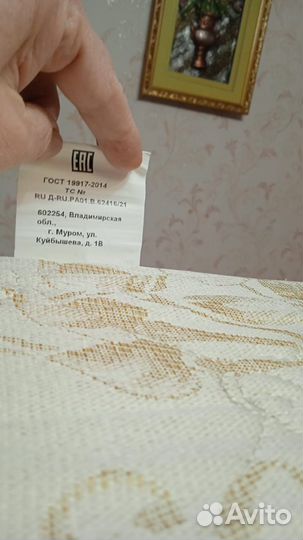 EAC
ГОСТ 19917-2014
ТС №
RU Д-RU.РА01.В.62416/21
602254, Владимирская
обл.,
г. Муром, ул.
Куйбышева, д. 1В
Avito